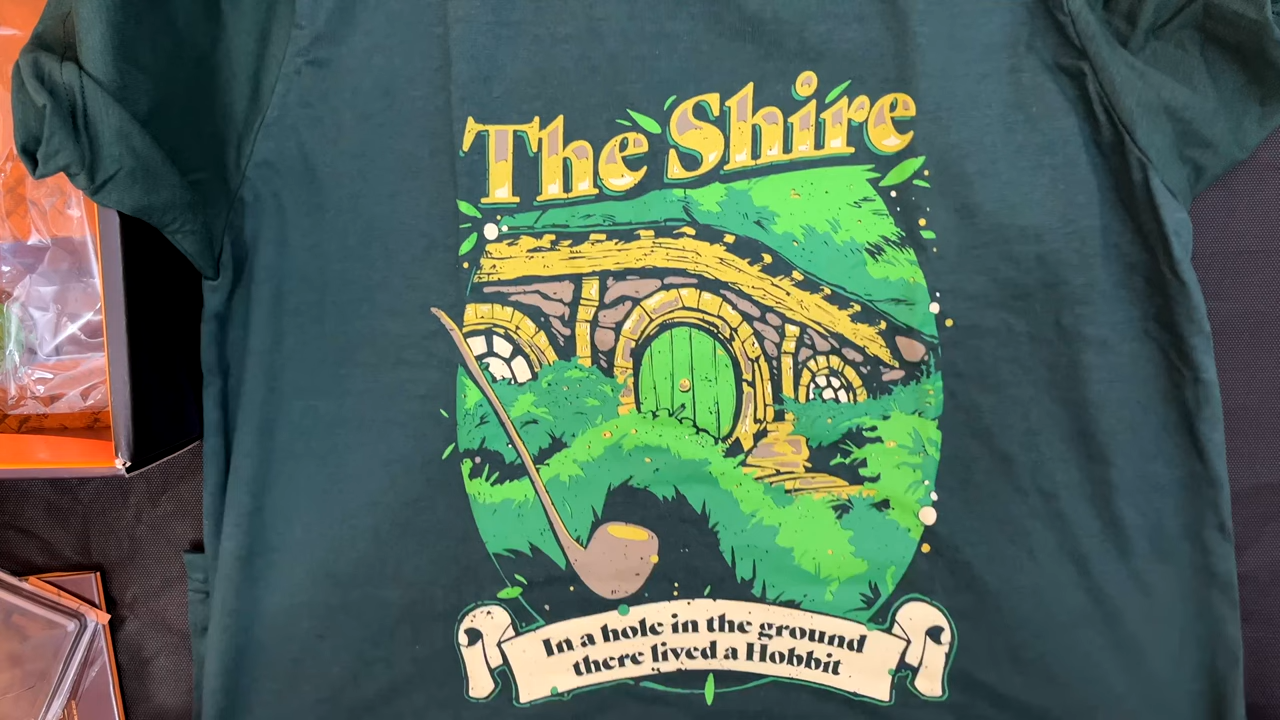 The Shire
In a hole in the ground
there lived a Hobbit